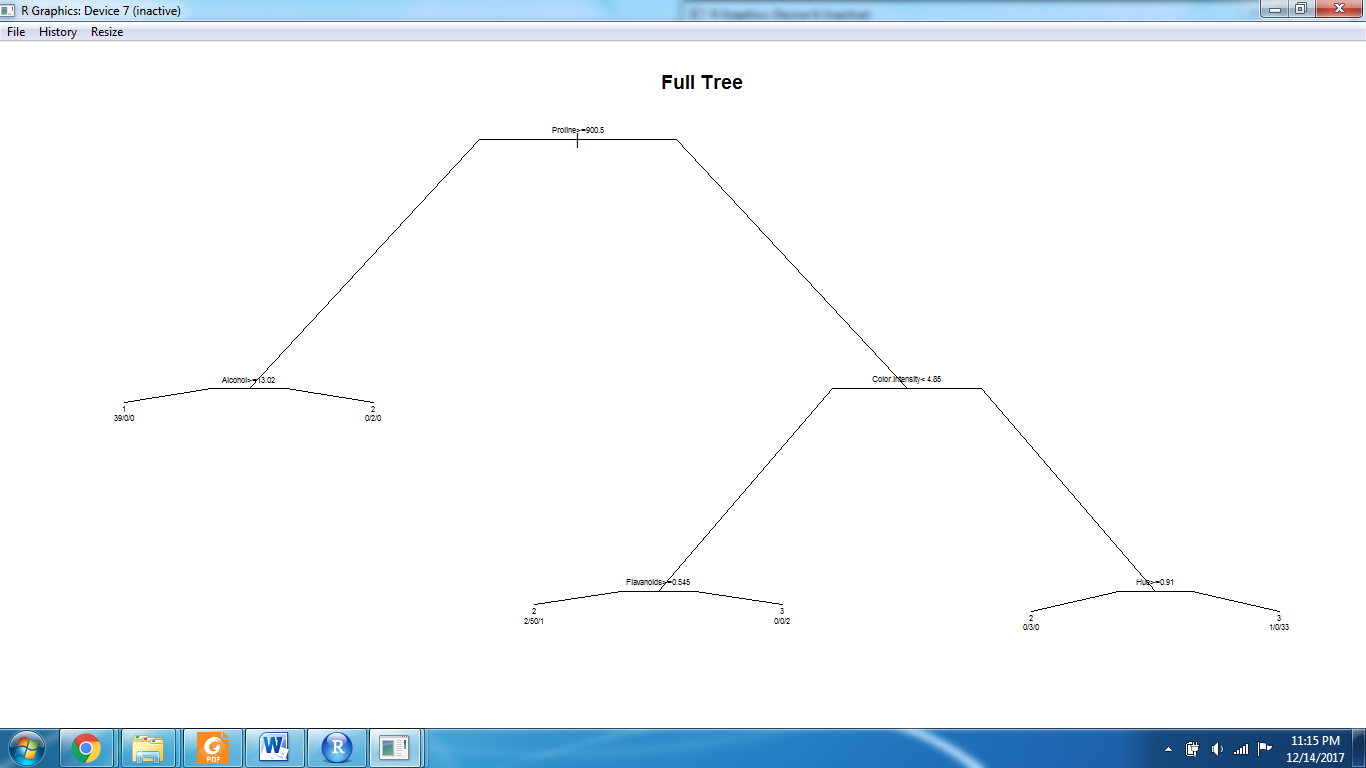 R Graphics: Device 7 (inactive)
File History Resize
Full Tree
Proline>=900.5
Alcohol>=13.02
Color.Intensity< 4.85
1
39/0/0
2
0/2/0
Flavanoids>=0.545
Hue>=0.91
2
2/50/1
3
0/0/2
2
0/3/0
3
1/0/33
PDF
W
R
11:15 PM
12/14/2017